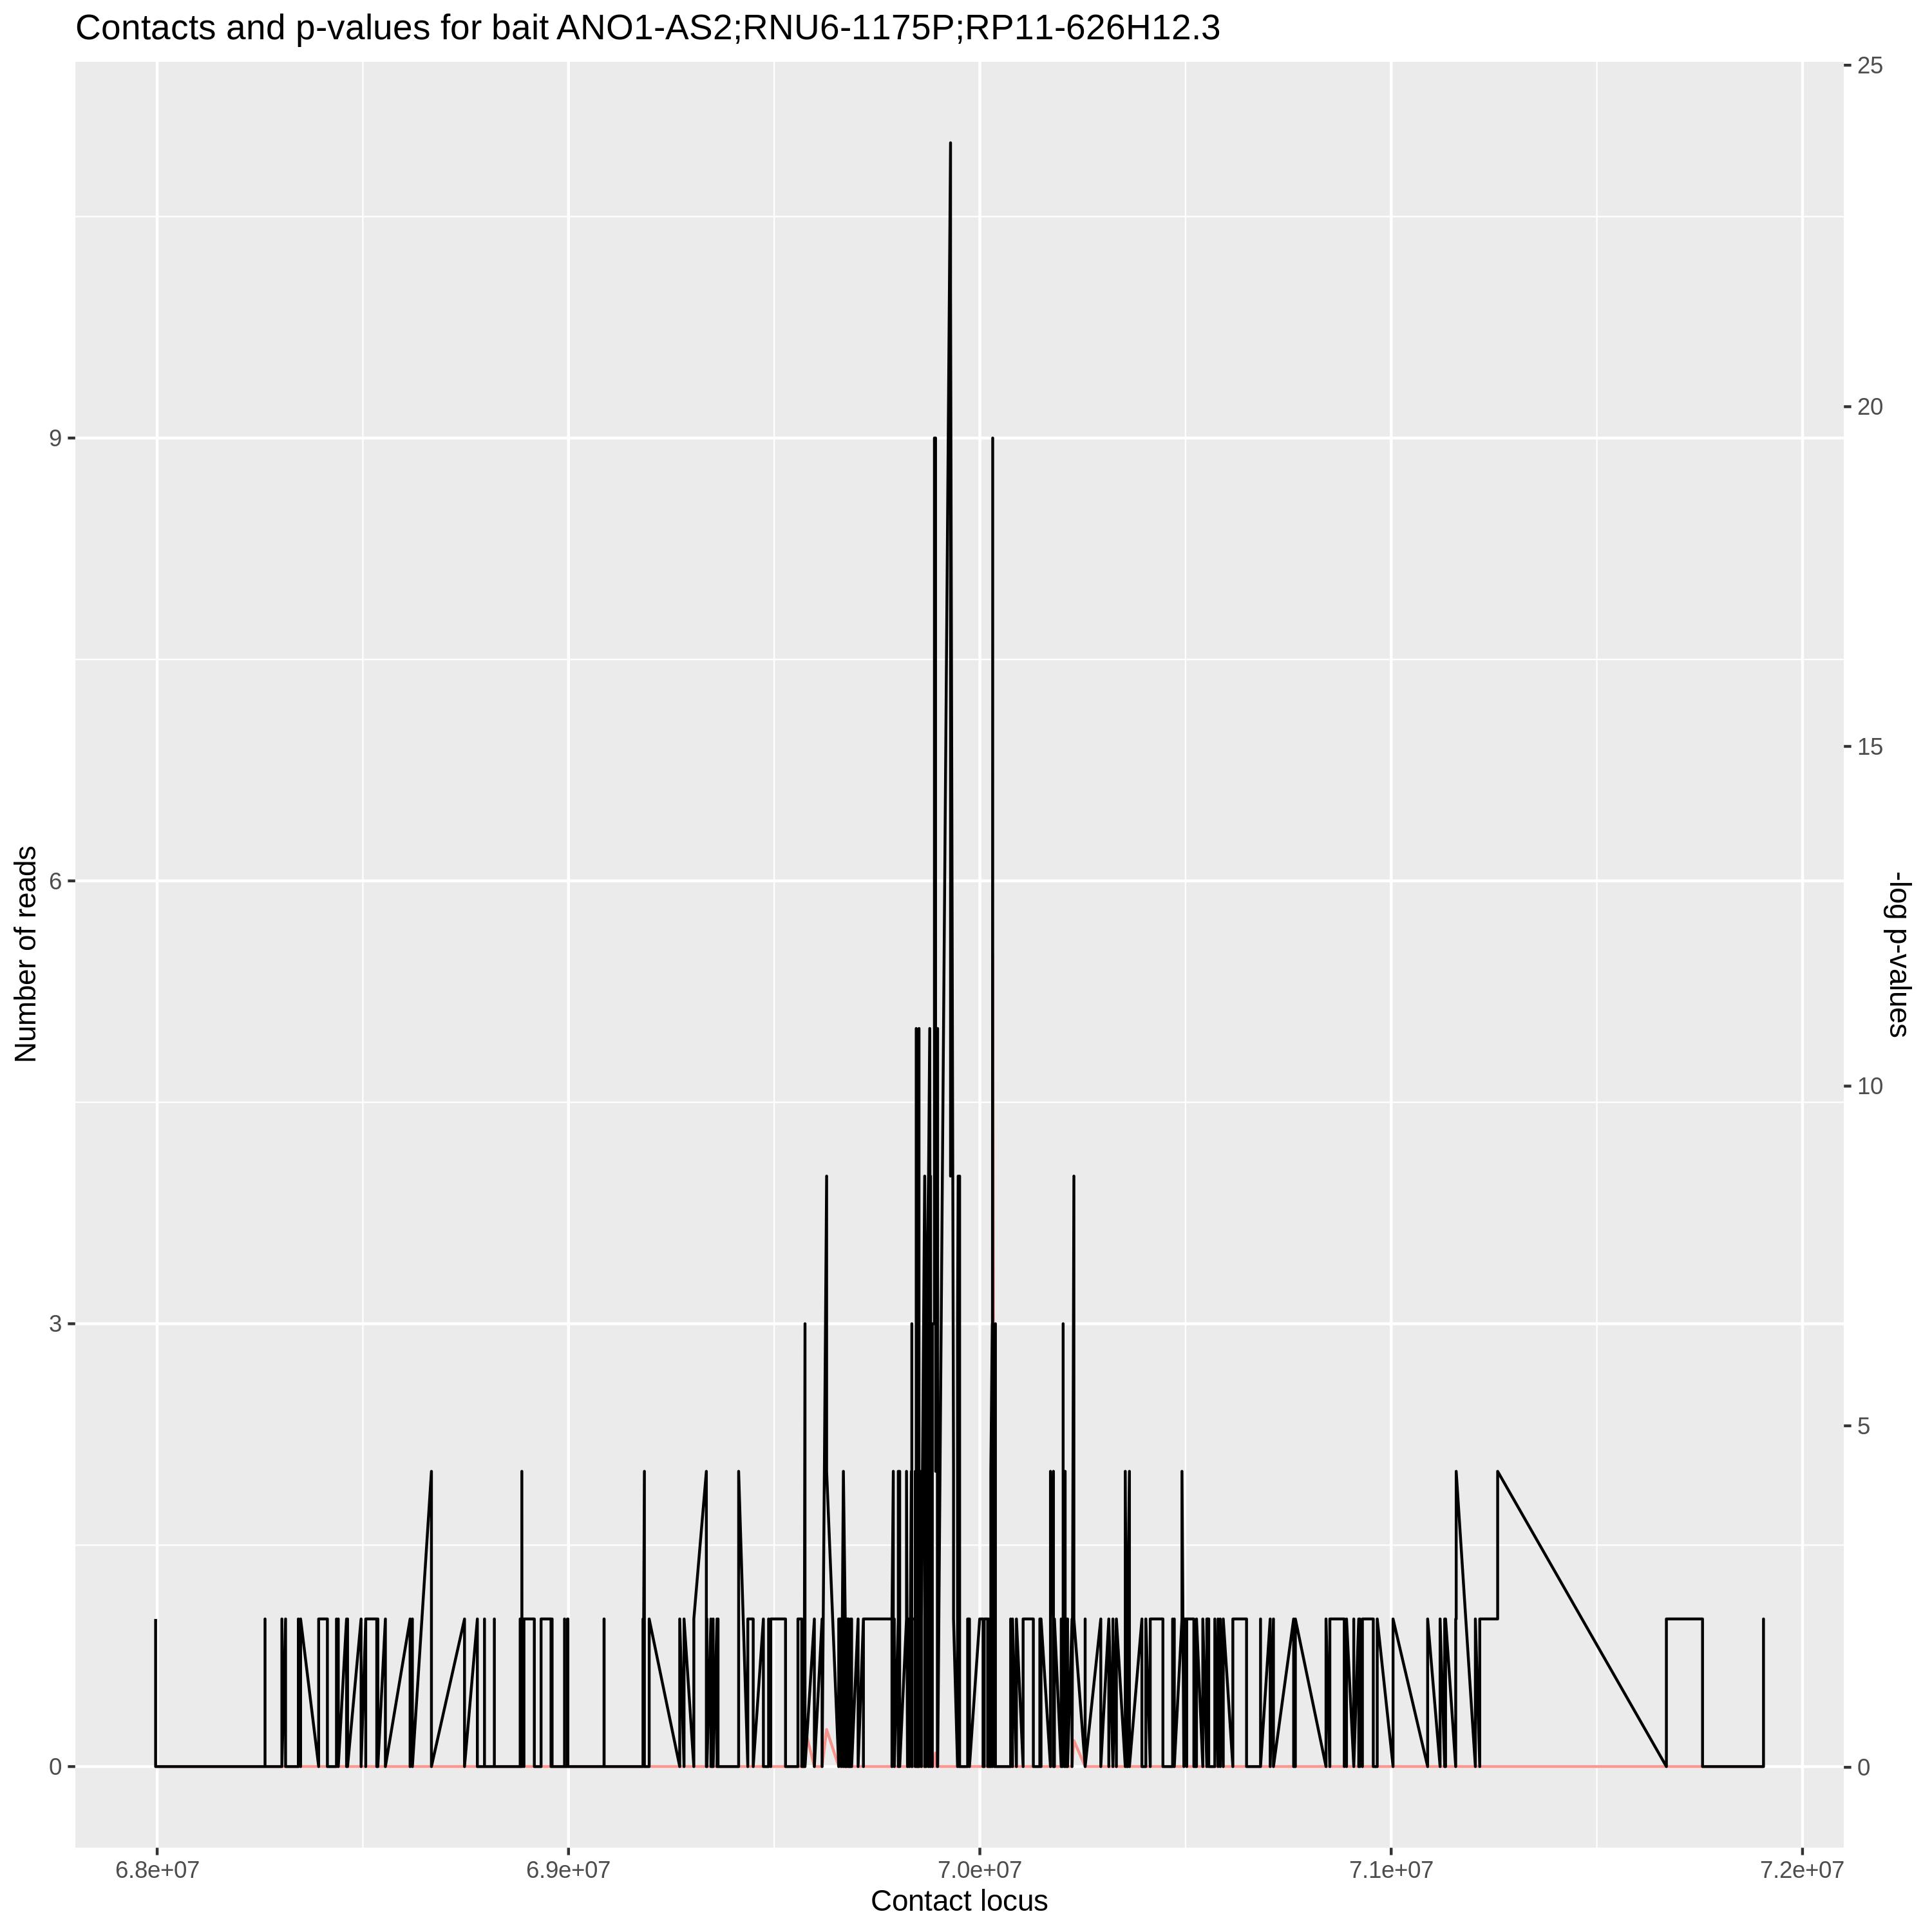 Contacts and p-values for bait ANO1-AS2;RNU6-1175P;RP11-626H12.3
25
20
15
10
5
0
9
6
3
0
Number of reads
-log p-values
6.8e+07
6.9e+07
7.0e+07
7.1e+07
7.2e+07
Contact locus